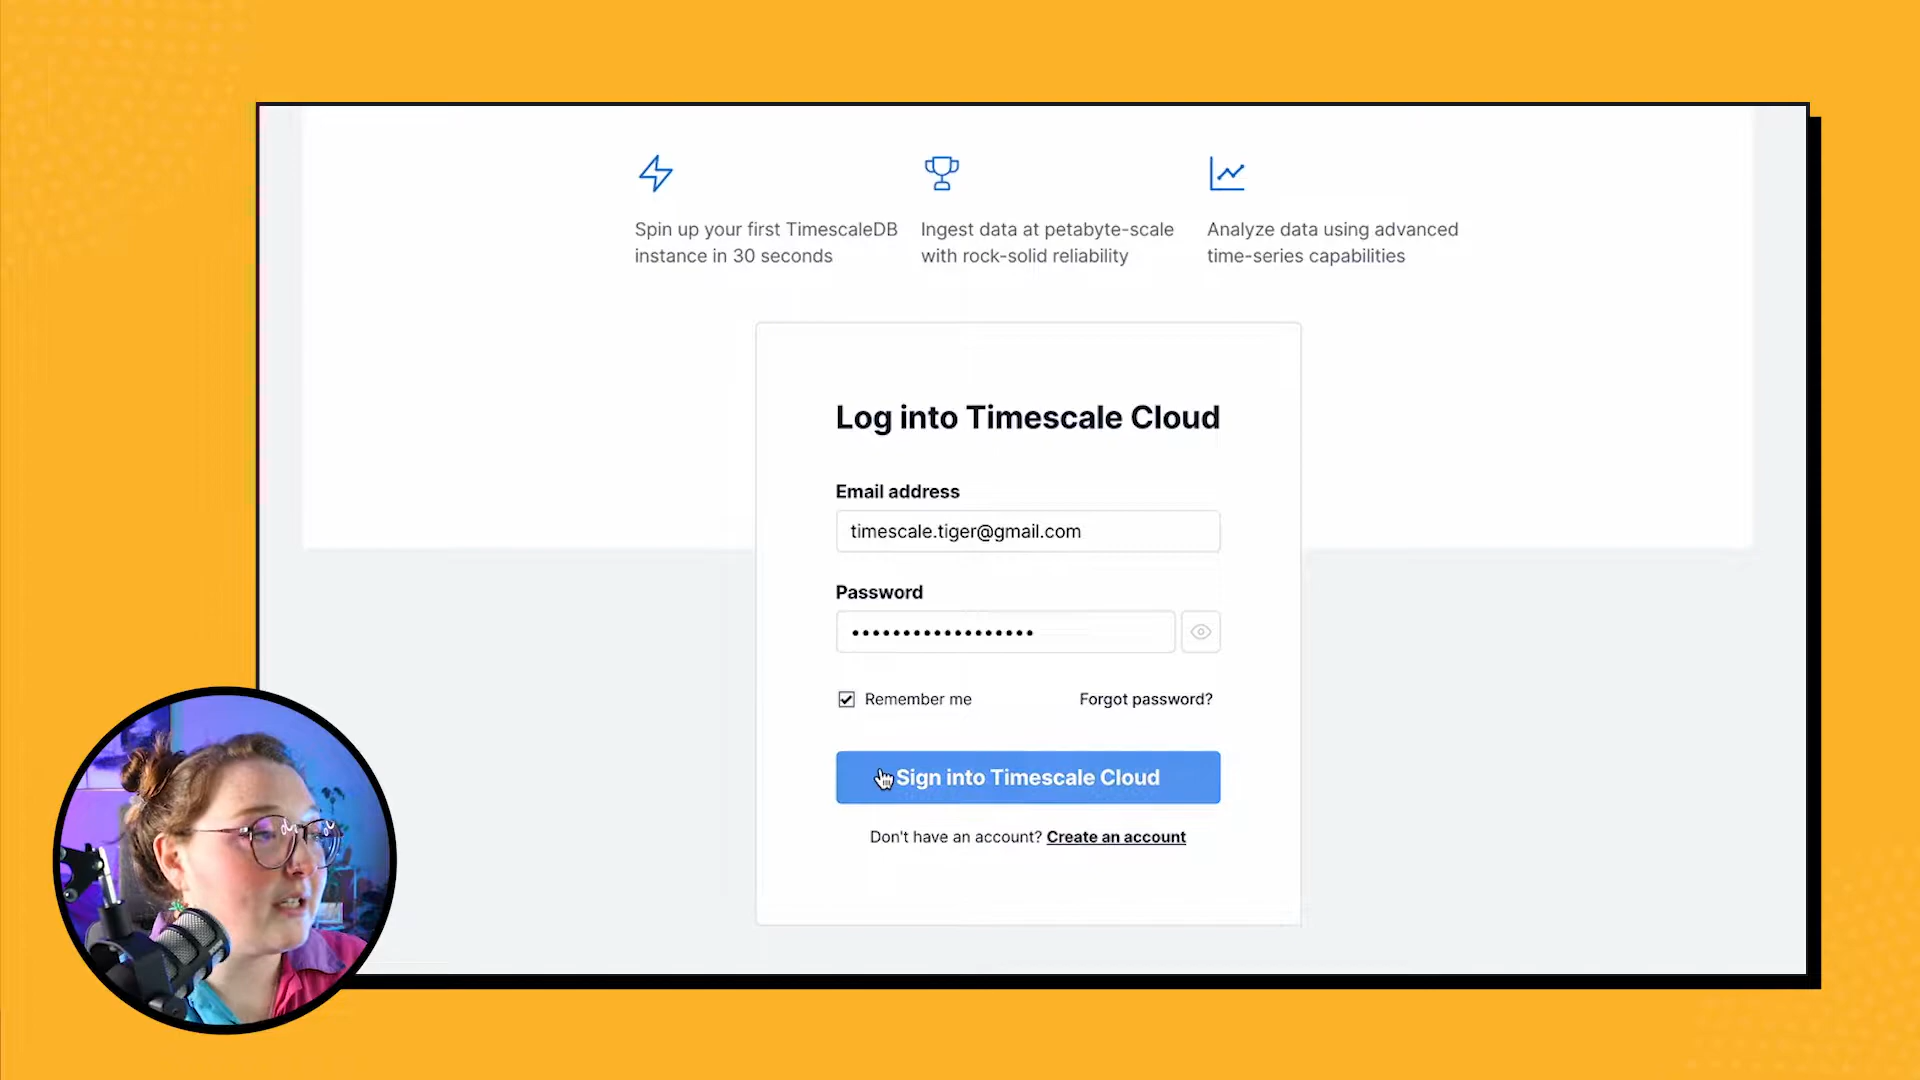 Spin up your first TimescaleDB
instance in 30 seconds
Ingest data at petabyte-scale
with rock-solid reliability
Analyze data using advanced
time-series capabilities
Log into Timescale Cloud
Email address
timescale.tiger@gmail.com
Password
Remember me
Forgot password?
Sign into Timescale Cloud
Don't have an account? Create an account